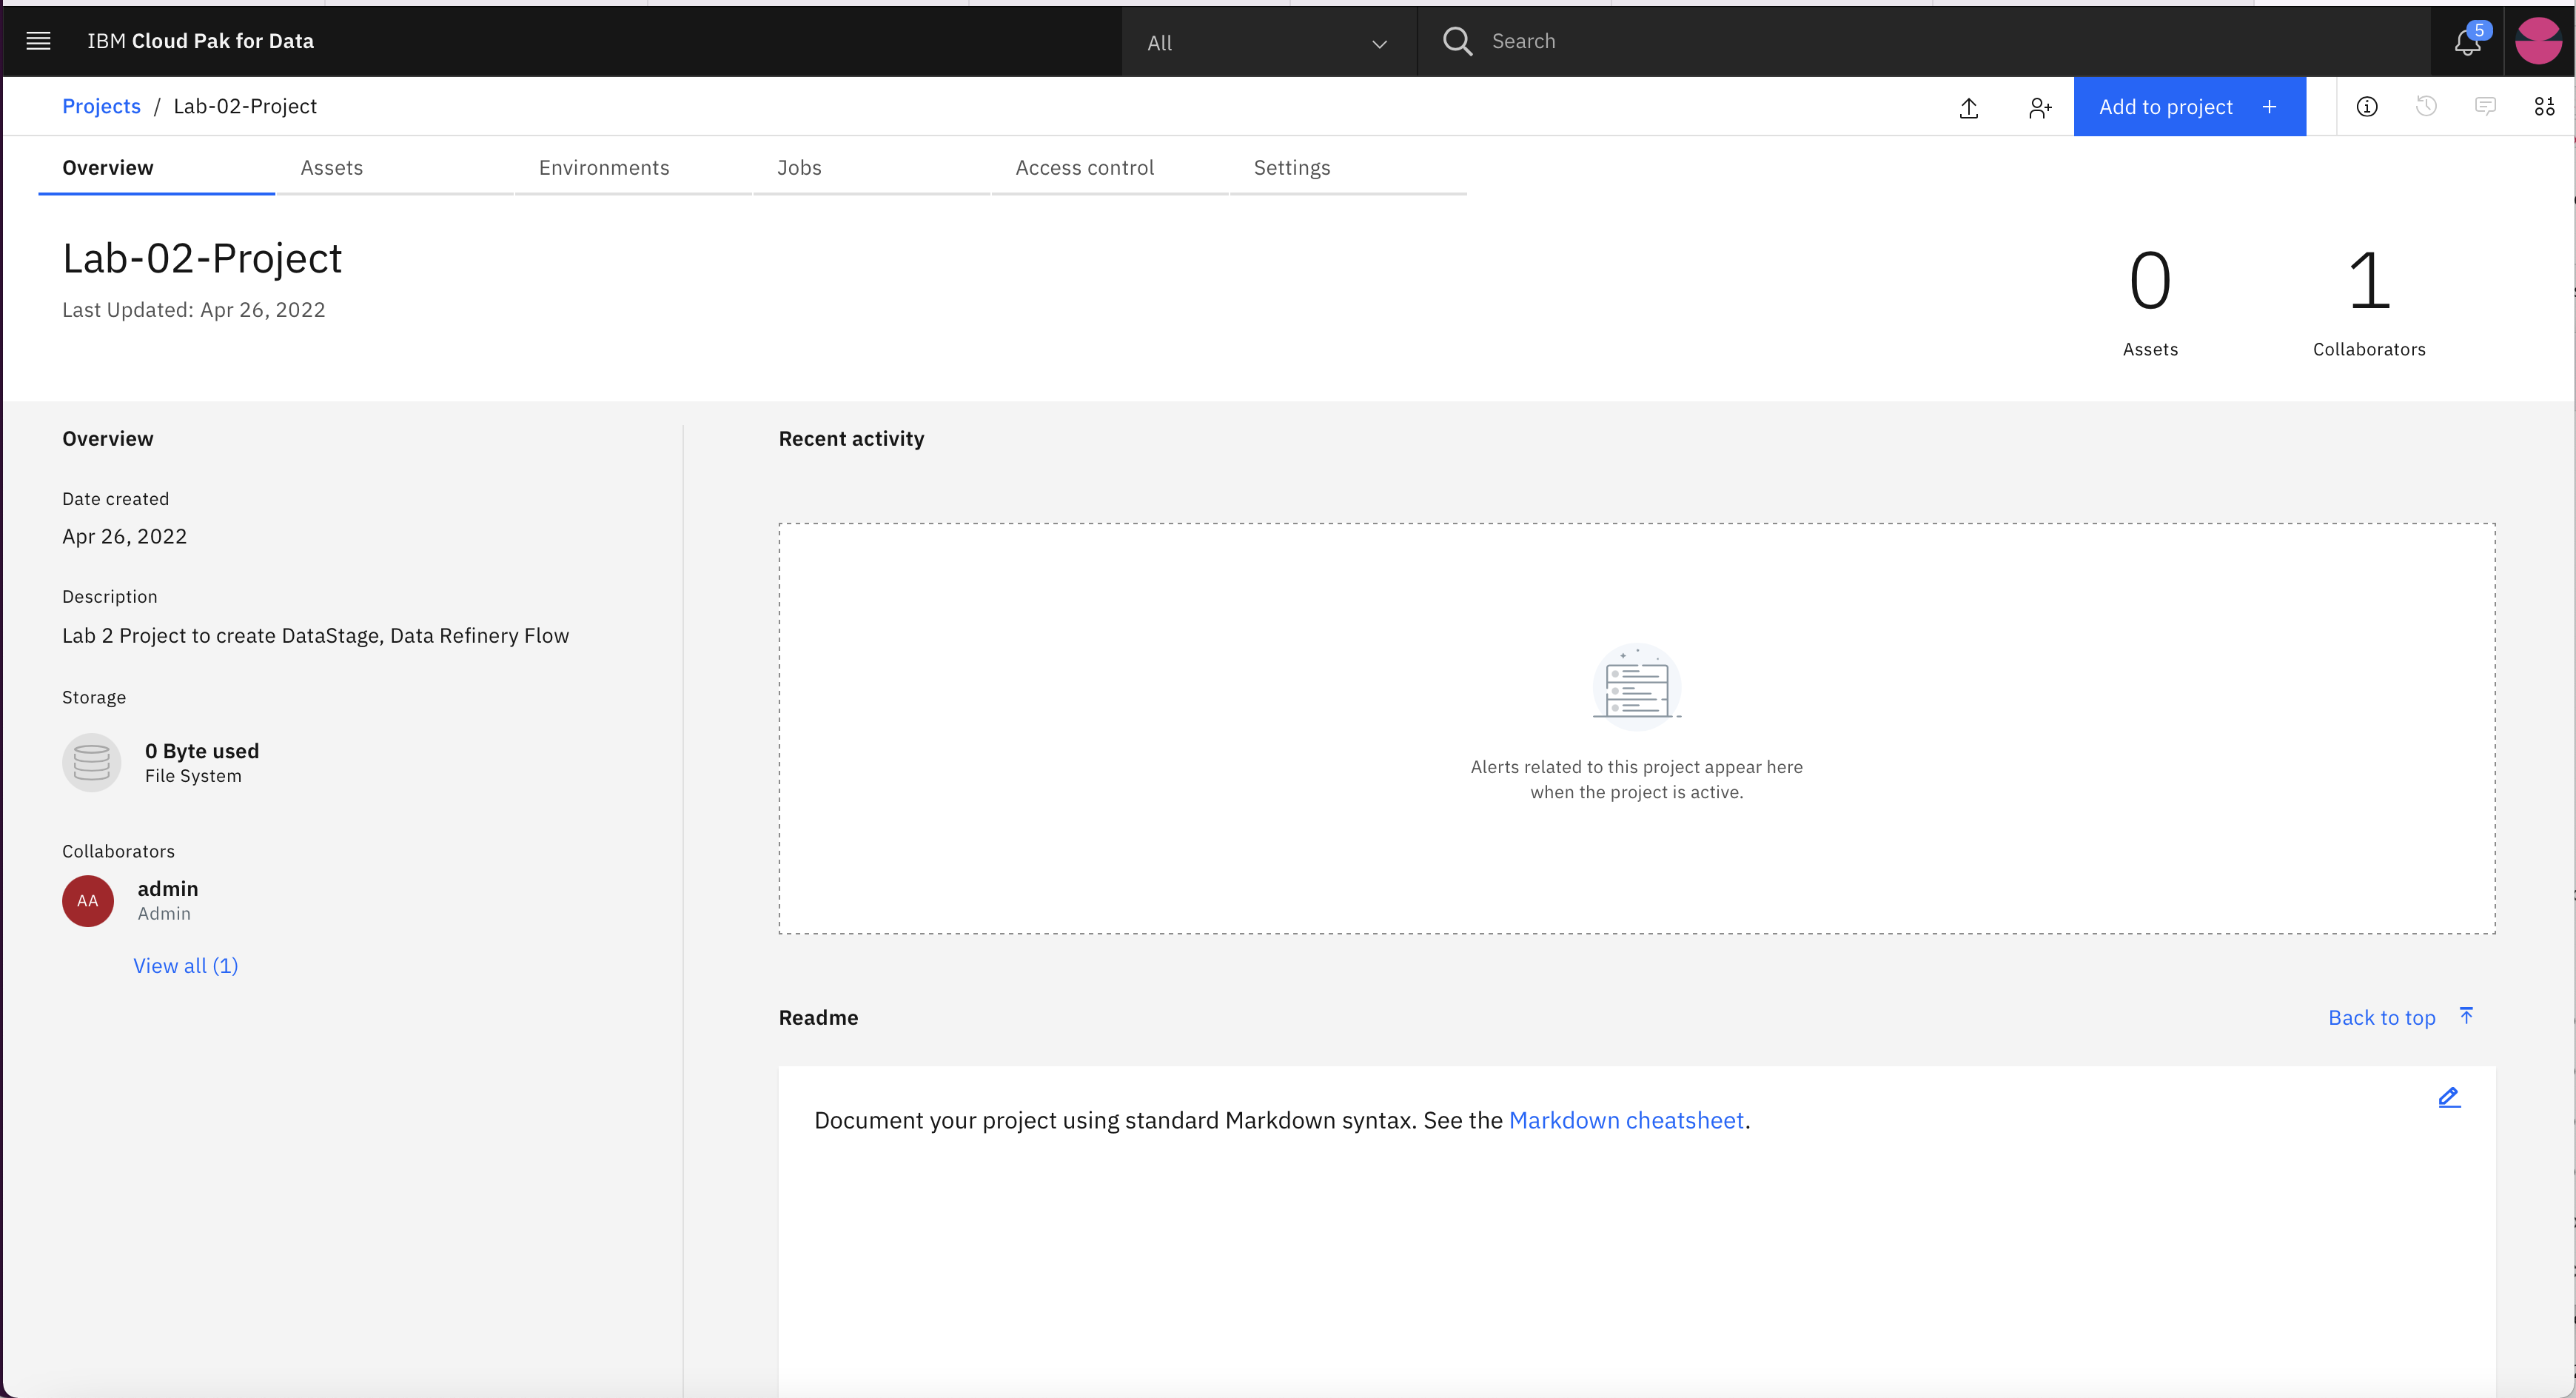 IBM Cloud Pak for Data
All
Search
5
Projects / Lab-02-Project
Add to project +
Overview
Assets
Environments
Jobs
Access control
Settings
Lab-02-Project
Last Updated: Apr 26, 2022
0
Assets
1
Collaborators
Overview
Date created
Apr 26, 2022
Description
Lab 2 Project to create DataStage, Data Refinery Flow
Storage
0 Byte used
File System
Collaborators
AA
admin
Admin
View all (1)
Recent activity
Alerts related to this project appear here
when the project is active.
Readme
Back to top
Document your project using standard Markdown syntax. See the Markdown cheatsheet.